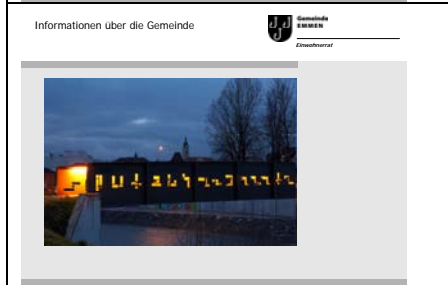 Informationen über die Gemeinde
Gemeinde
EMMEN
Einwohnerrat